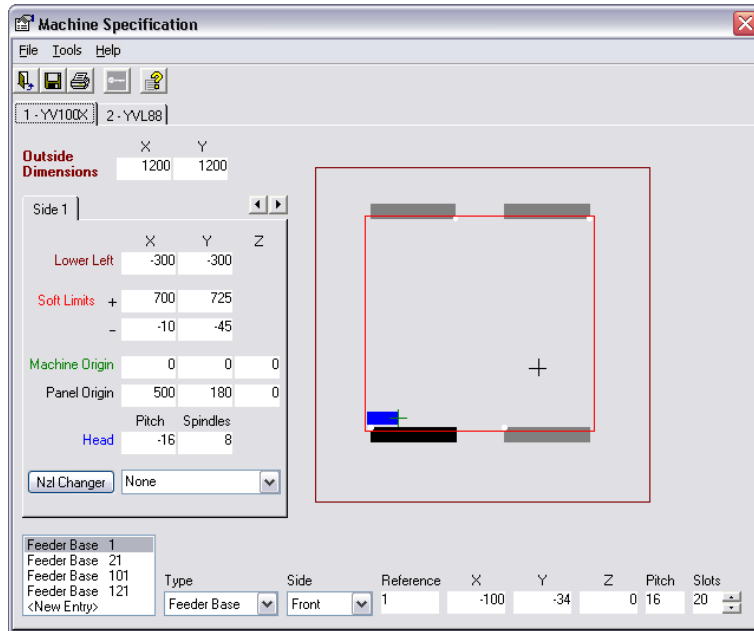 Machine Specification
File Tools Help
1 - YV100X 2 - YVL88
X Y
Outside Dimensions 1200 1200
Side 1
X Y Z
Lower Left -300 -300
Soft Limits + 700 725
- -10 -45
Machine Origin 0 0 0
Panel Origin 500 180 0
Pitch Spindles
Head -16 8
Nzl Changer None
Feeder Base 1
Feeder Base 21
Feeder Base 101
Feeder Base 121
<New Entry>
Type Side Reference X Y Z Pitch Slots
Feeder Base Front 1 -100 -34 0 16 20